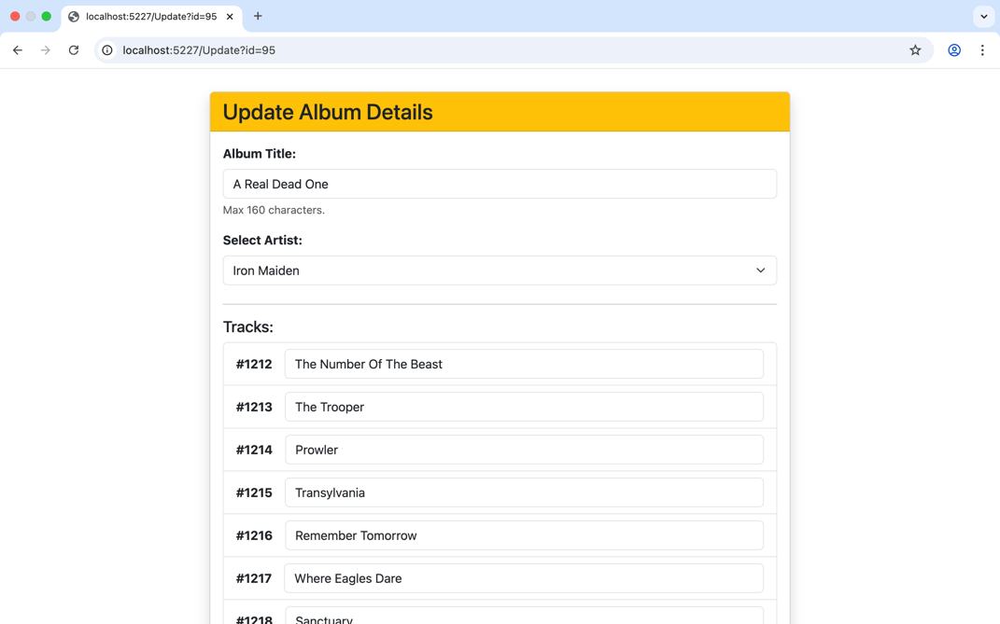 localhost:5227/Update?id=95
localhost:5227/Update?id=95
Update Album Details
Album Title:
A Real Dead One
Max 160 characters.
Select Artist:
Iron Maiden
Tracks:
#1212 The Number Of The Beast
#1213 The Trooper
#1214 Prowler
#1215 Transylvania
#1216 Remember Tomorrow
#1217 Where Eagles Dare
#1218 Sanctuary